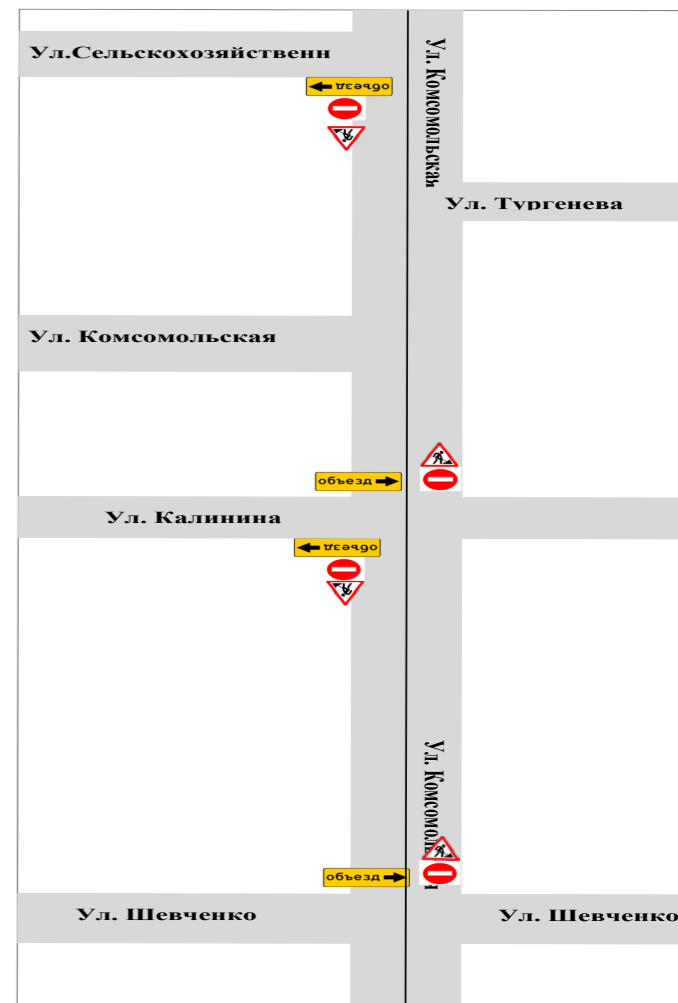 Ул.Сельскохозяйственн
объезд
Ул. Комсомольская
Ул. Тургенева
Ул. Комсомольская
объезд
Ул. Калинина
объезд
Ул. Комсомол
объезд
Ул. Шевченко
Ул. Шевченко